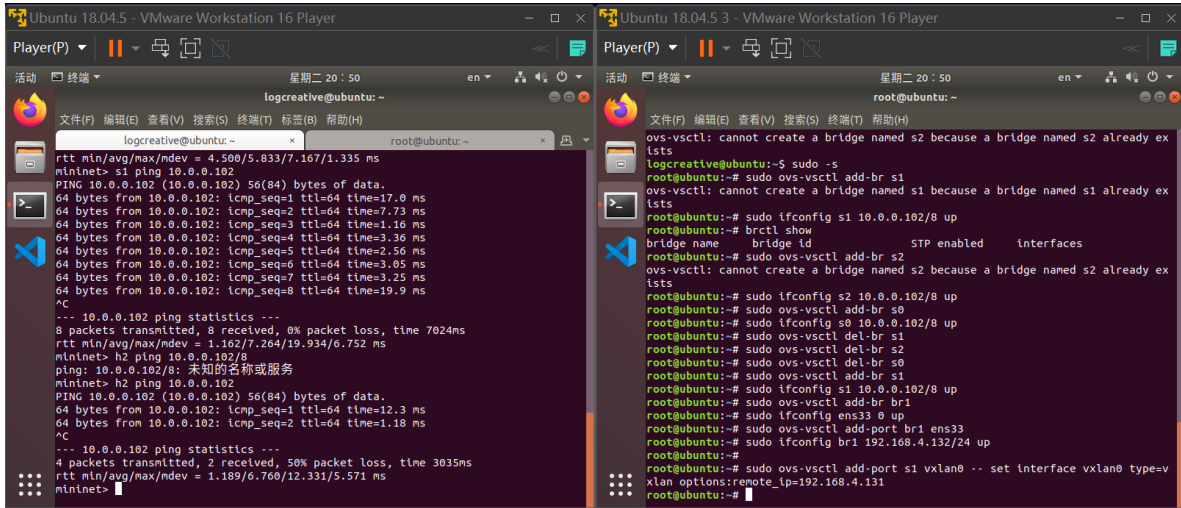 Ubuntu 18.04.5 - VMware Workstation 16 Player
Player(P)
活动 终端 星期二 20：50 en
logcreative@ubuntu: ~
文件(F) 编辑(E) 查看(V) 搜索(S) 终端(T) 标签(B) 帮助(H)
logcreative@ubuntu: ~ × root@ubuntu: ~ ×
rtt min/avg/max/mdev = 4.500/5.833/7.167/1.335 ms
mininet> s1 ping 10.0.0.102
PING 10.0.0.102 (10.0.0.102) 56(84) bytes of data.
64 bytes from 10.0.0.102: icmp_seq=1 ttl=64 time=17.0 ms
64 bytes from 10.0.0.102: icmp_seq=2 ttl=64 time=7.73 ms
64 bytes from 10.0.0.102: icmp_seq=3 ttl=64 time=1.16 ms
64 bytes from 10.0.0.102: icmp_seq=4 ttl=64 time=3.36 ms
64 bytes from 10.0.0.102: icmp_seq=5 ttl=64 time=2.56 ms
64 bytes from 10.0.0.102: icmp_seq=6 ttl=64 time=3.05 ms
64 bytes from 10.0.0.102: icmp_seq=7 ttl=64 time=3.25 ms
64 bytes from 10.0.0.102: icmp_seq=8 ttl=64 time=19.9 ms
^C
--- 10.0.0.102 ping statistics ---
8 packets transmitted, 8 received, 0% packet loss, time 7024ms
rtt min/avg/max/mdev = 1.162/7.264/19.934/6.752 ms
mininet> h2 ping 10.0.0.102/8
ping: 10.0.0.102/8: 未知的名称或服务
mininet> h2 ping 10.0.0.102
PING 10.0.0.102 (10.0.0.102) 56(84) bytes of data.
64 bytes from 10.0.0.102: icmp_seq=1 ttl=64 time=12.3 ms
64 bytes from 10.0.0.102: icmp_seq=2 ttl=64 time=1.18 ms
^C
--- 10.0.0.102 ping statistics ---
4 packets transmitted, 2 received, 50% packet loss, time 3035ms
rtt min/avg/max/mdev = 1.189/6.760/12.331/5.571 ms
mininet>
Ubuntu 18.04.5 3 - VMware Workstation 16 Player
Player(P)
活动 终端 星期二 20：50 en
root@ubuntu: ~
文件(F) 编辑(E) 查看(V) 搜索(S) 终端(T) 帮助(H)
ovs-vsctl: cannot create a bridge named s2 because a bridge named s2 already ex
ists
logcreative@ubuntu:~$ sudo -s
root@ubuntu:~# sudo ovs-vsctl add-br s1
ovs-vsctl: cannot create a bridge named s1 because a bridge named s1 already ex
ists
root@ubuntu:~# sudo ifconfig s1 10.0.0.102/8 up
root@ubuntu:~# brctl show
bridge name bridge id STP enabled interfaces
root@ubuntu:~# sudo ovs-vsctl add-br s2
ovs-vsctl: cannot create a bridge named s2 because a bridge named s2 already ex
ists
root@ubuntu:~# sudo ifconfig s2 10.0.0.102/8 up
root@ubuntu:~# sudo ovs-vsctl add-br s0
root@ubuntu:~# sudo ifconfig s0 10.0.0.102/8 up
root@ubuntu:~# sudo ovs-vsctl del-br s1
root@ubuntu:~# sudo ovs-vsctl del-br s2
root@ubuntu:~# sudo ovs-vsctl del-br s0
root@ubuntu:~# sudo ovs-vsctl add-br s1
root@ubuntu:~# sudo ifconfig s1 10.0.0.102/8 up
root@ubuntu:~# sudo ovs-vsctl add-br br1
root@ubuntu:~# sudo ifconfig ens33 0 up
root@ubuntu:~# sudo ovs-vsctl add-port br1 ens33
root@ubuntu:~# sudo ifconfig br1 192.168.4.132/24 up
root@ubuntu:~#
root@ubuntu:~# sudo ovs-vsctl add-port s1 vxlan0 -- set interface vxlan0 type=v
xlan options:remote_ip=192.168.4.131
root@ubuntu:~#